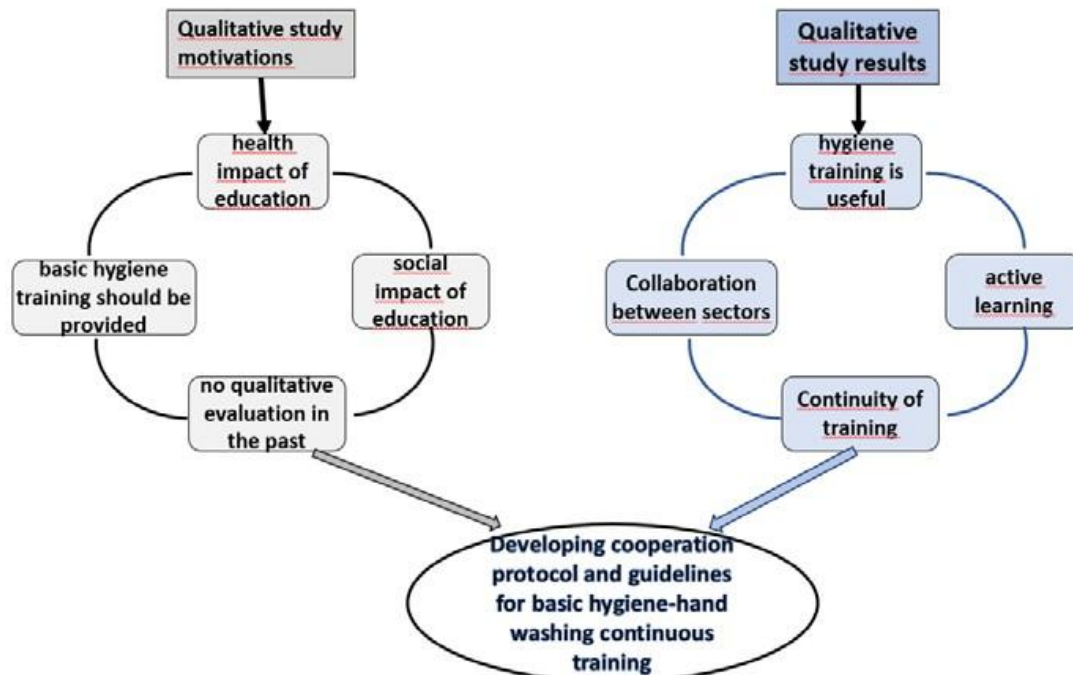 Qualitative study
motivations
health
impact of
education
basic hygiene
training should be
provided
social
impact of
education
no qualitative
evaluation in
the past
Qualitative
study results
hygiene
training is
useful
Collaboration
between sectors
active
learning
Continuity of
training
Developing cooperation
protocol and guidelines
for basic hygiene-hand
washing continuous
training